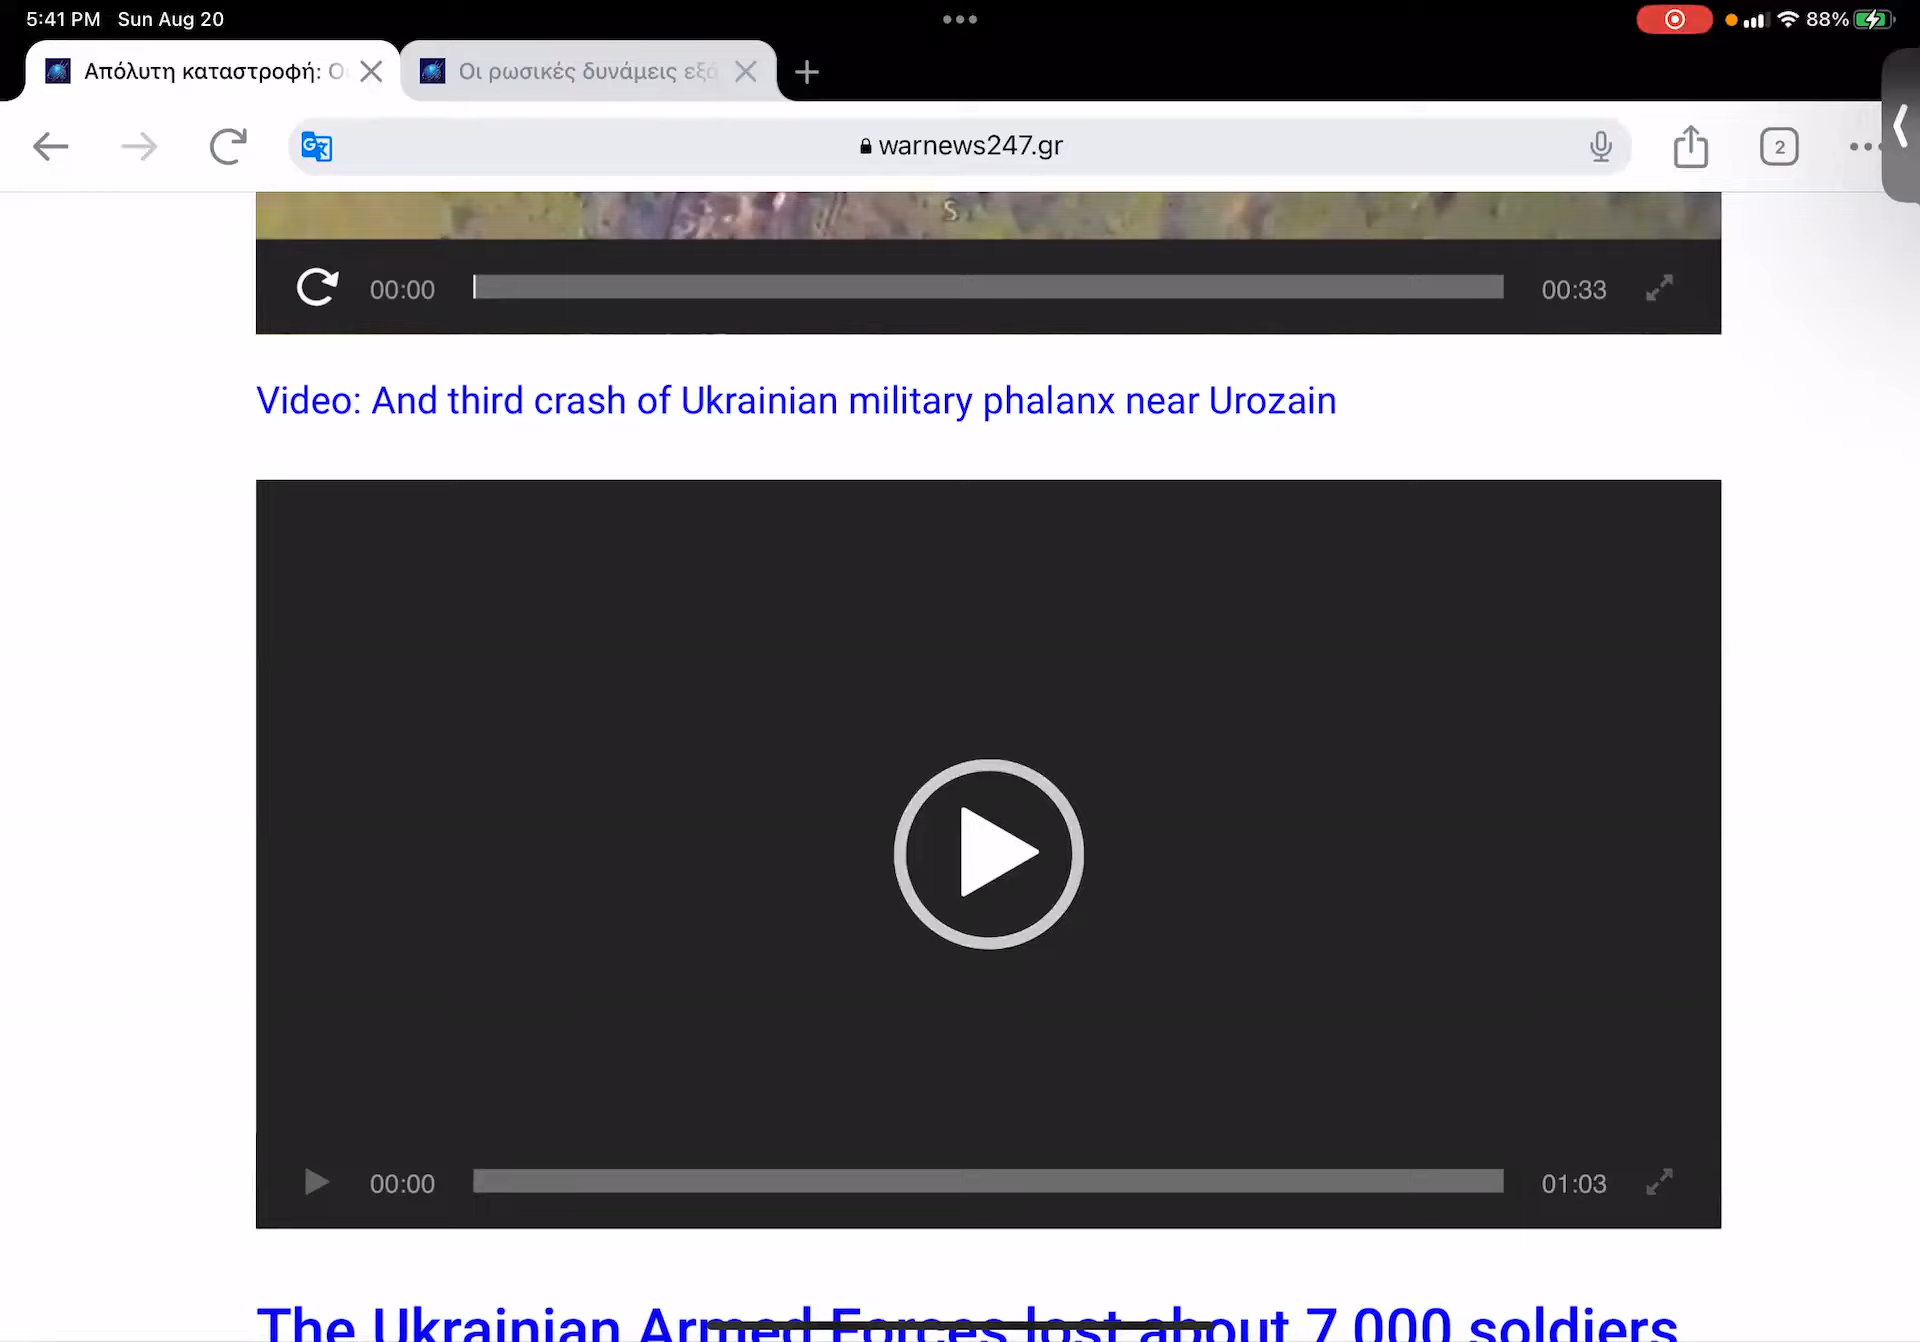 5:41 PM Sun Aug 20
88%
Απόλυτη καταστροφή: Ο
Οι ρωσικές δυνάμεις εξά
warnews247.gr
2
S
00:00
00:33
Video: And third crash of Ukrainian military phalanx near Urozain
00:00
01:03
The Ukrainian Armed Forces lost about 7,000 soldiers